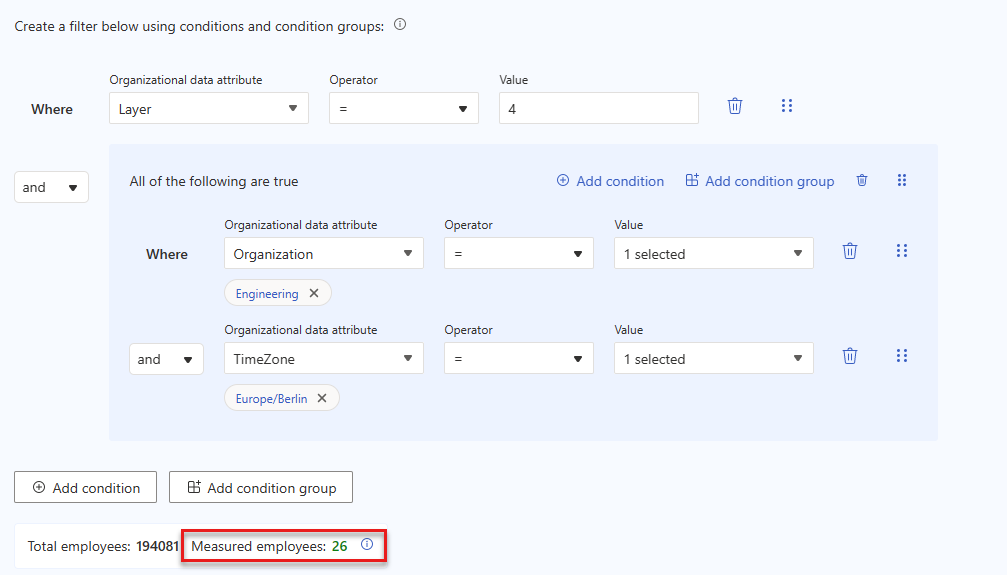 Create a filter below using conditions and condition groups:
Organizational data attribute Operator Value
Where Layer = 4
and All of the following are true Add condition Add condition group
Organizational data attribute Operator Value
Where Organization = 1 selected
Engineering
Organizational data attribute Operator Value
and TimeZone = 1 selected
Europe/Berlin
Add condition Add condition group
Total employees: 194081 Measured employees: 26